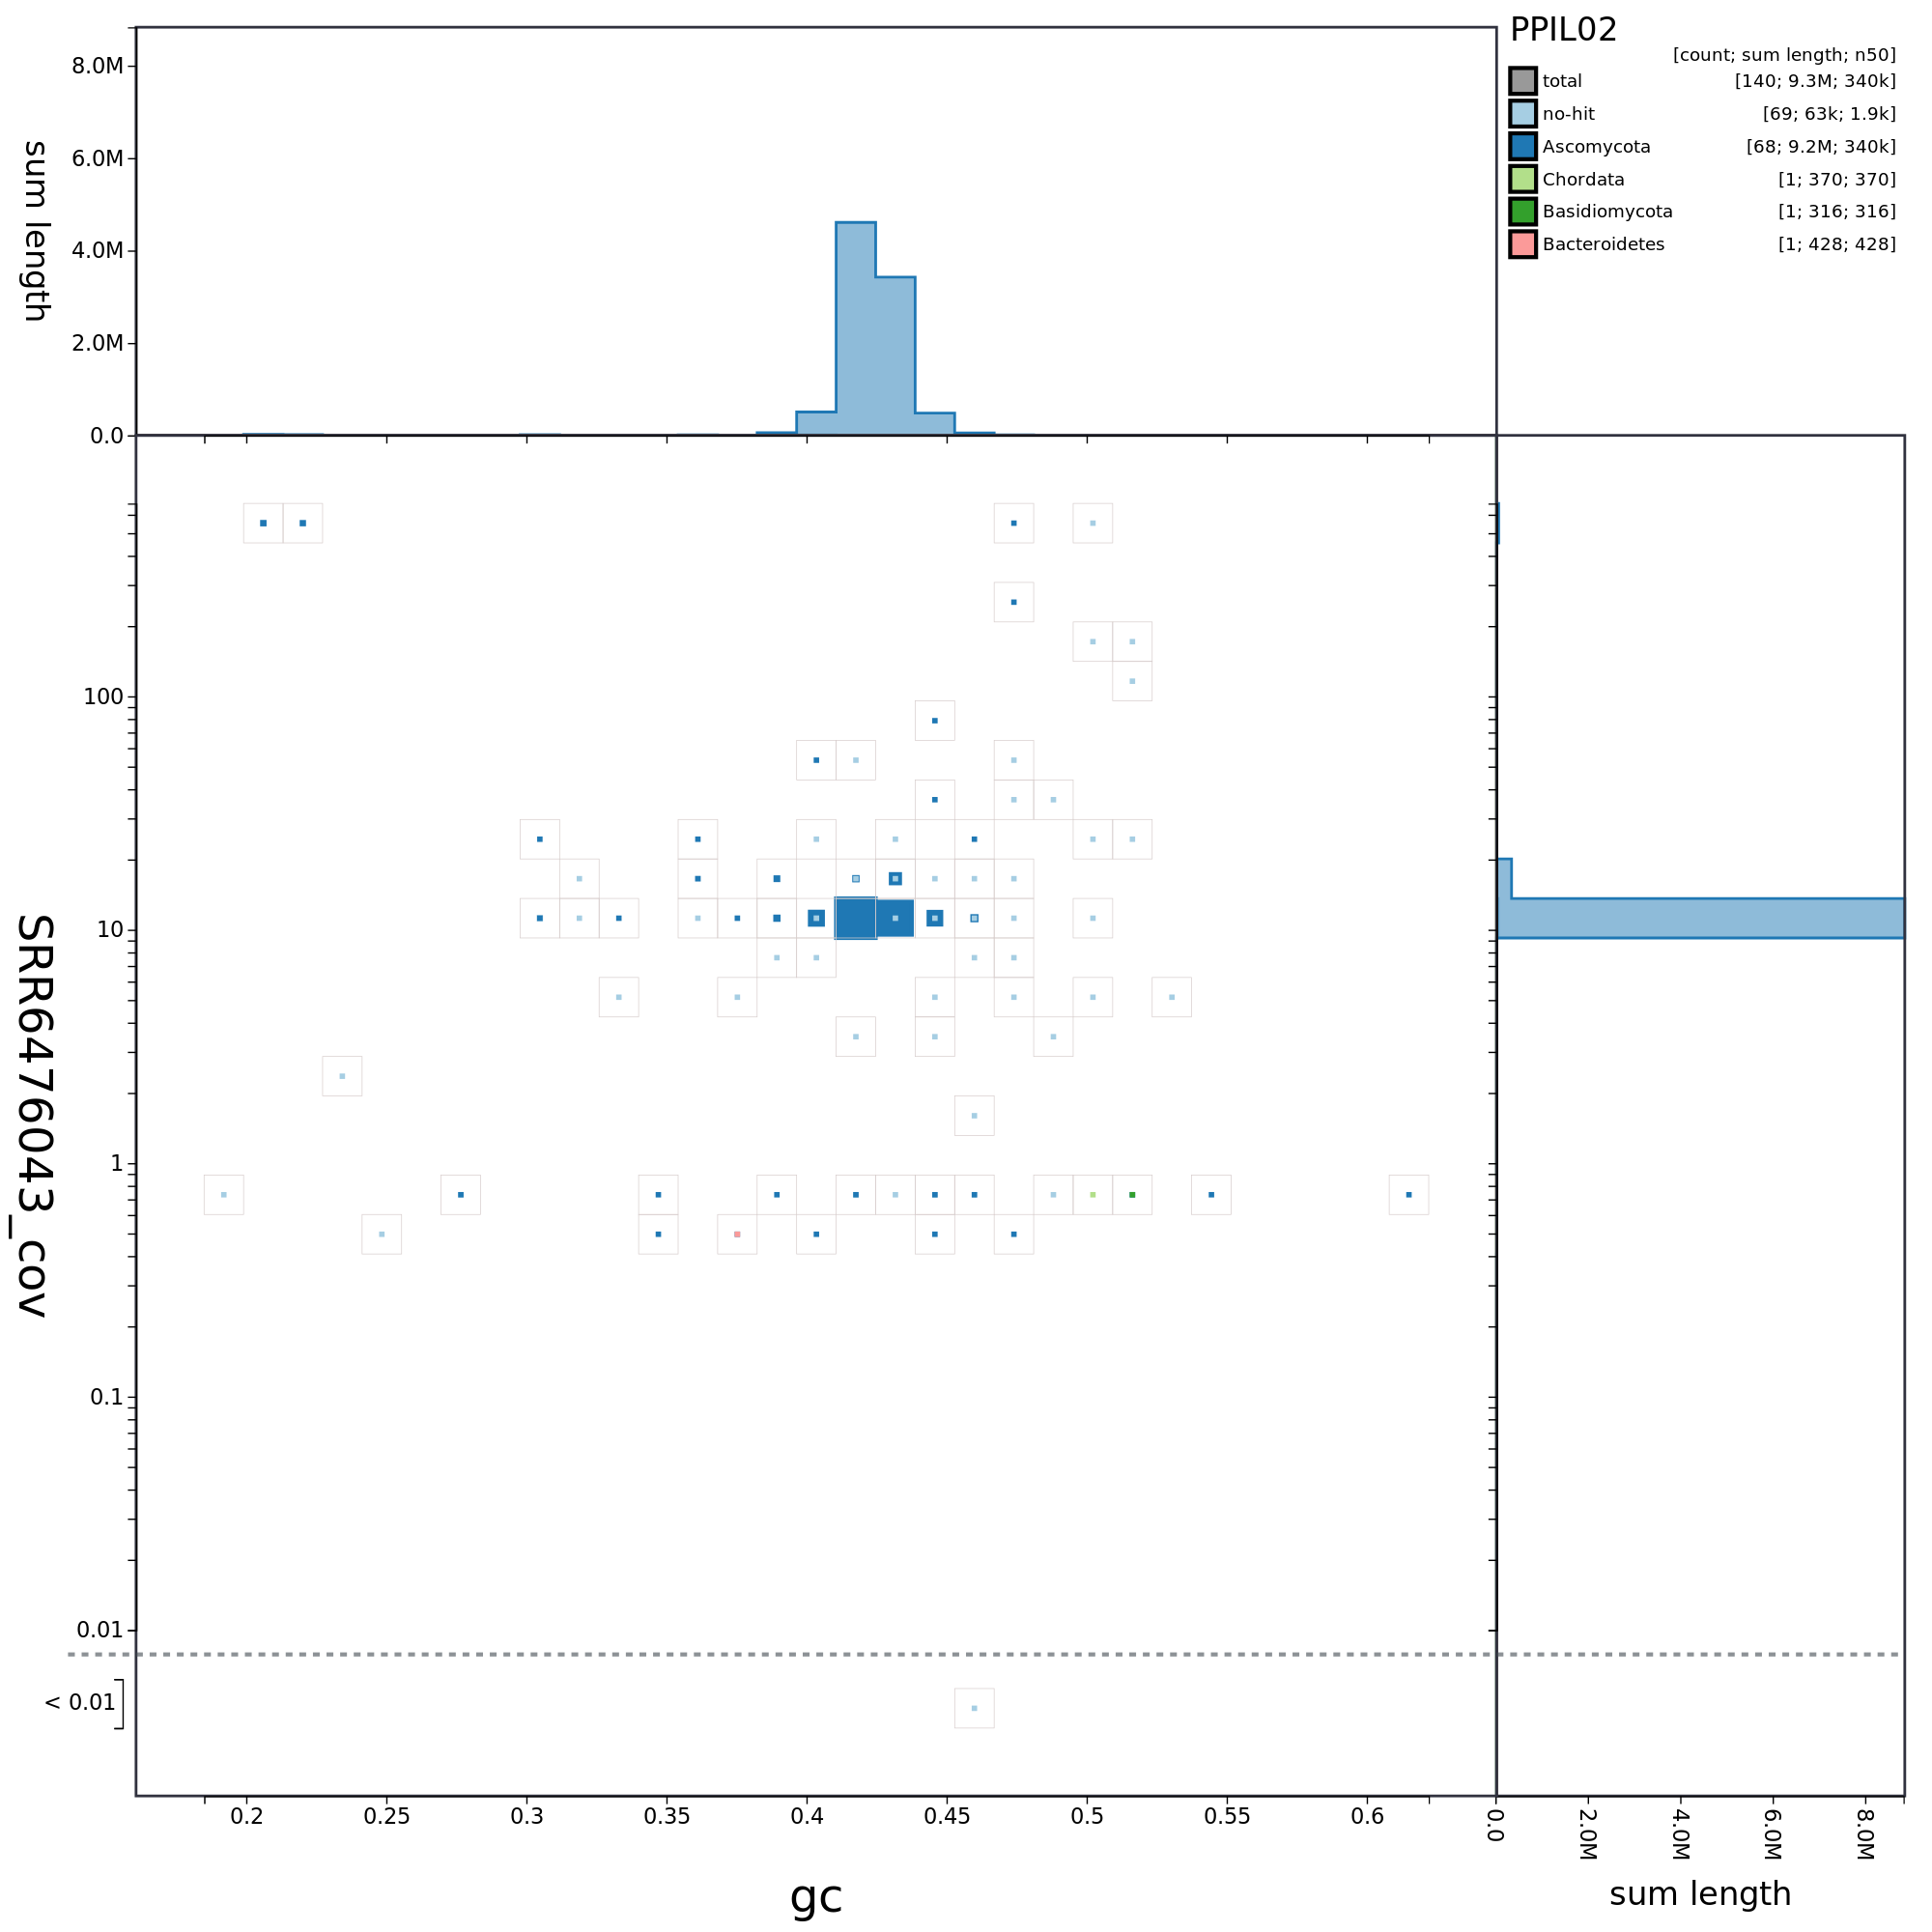 PPIL02
[count; sum length; n50]
total [140; 9.3M; 340k]
no-hit [69; 63k; 1.9k]
Ascomycota [68; 9.2M; 340k]
Chordata [1; 370; 370]
Basidiomycota [1; 316; 316]
Bacteroidetes [1; 428; 428]
sum length
8.0M
6.0M
4.0M
2.0M
0.0
SRR6476043_cov
100
10
1
0.1
0.01
< 0.01
0.2 0.25 0.3 0.35 0.4 0.45 0.5 0.55 0.6
gc
0.0 2.0M 4.0M 6.0M 8.0M
sum length